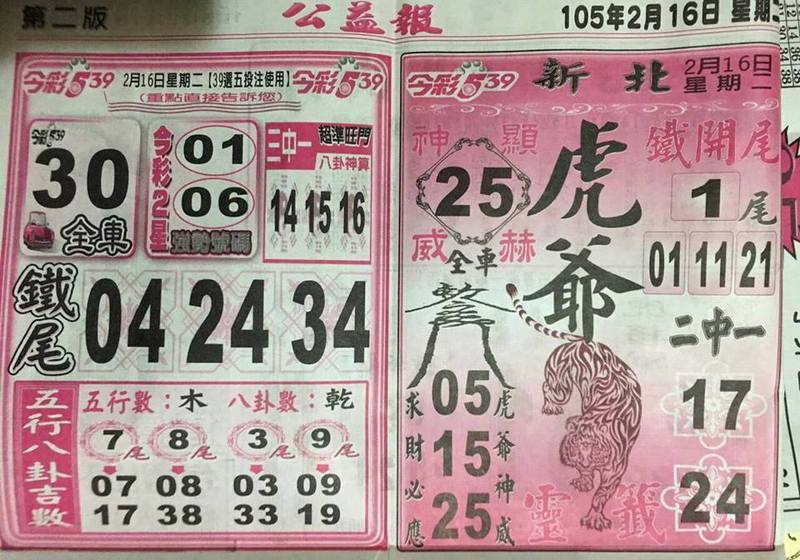 第二版
公益報
105年2月16日 星期
今彩539 2月16日星期二【39選五投注使用】 今彩539
(重點直接告訴您)
今彩539
30
全車
今彩2星
01
06
強勢號碼
三中一
超準旺門
八卦神算
14 15 16
鐵尾
04 24 34
五行八卦吉數
五行數:木 八卦數:乾
7尾 8尾 3尾 9尾
07 08 03 09
17 38 33 19
今彩539 新北 2月16日
星期二
神顯威赫
25
全車
虎爺
鐵開尾
1尾
01 11 21
二中一
17
24
求財必應
05
15
25
虎爺神威
靈籤